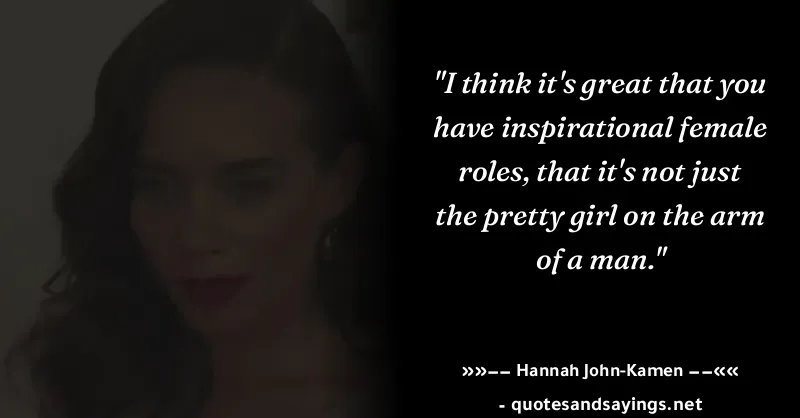 "I think it's great that you
have inspirational female
roles, that it's not just
the pretty girl on the arm
of a man."
»»−− Hannah John-Kamen −−««
- quotesandsayings.net